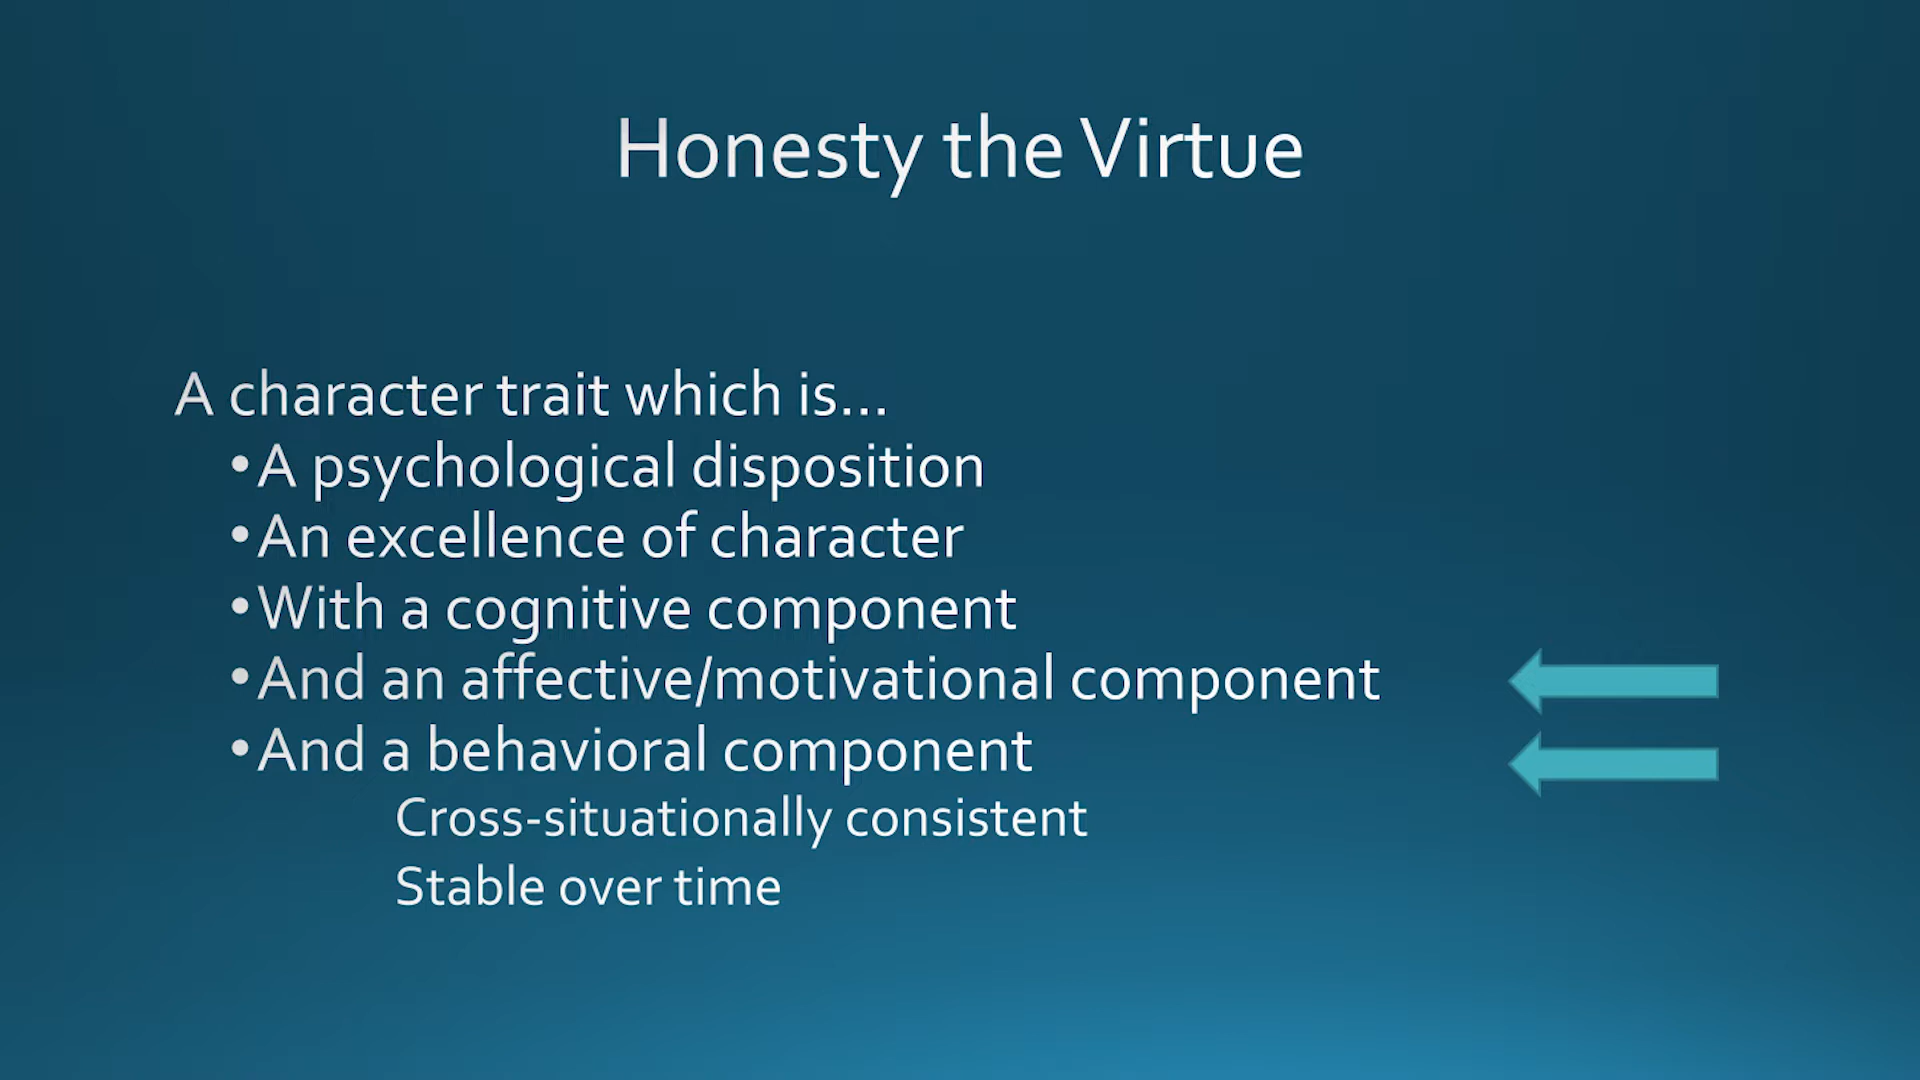 Honesty the Virtue
A character trait which is...
•A psychological disposition
•An excellence of character
•With a cognitive component
•And an affective/motivational component
•And a behavioral component
Cross-situationally consistent
Stable over time